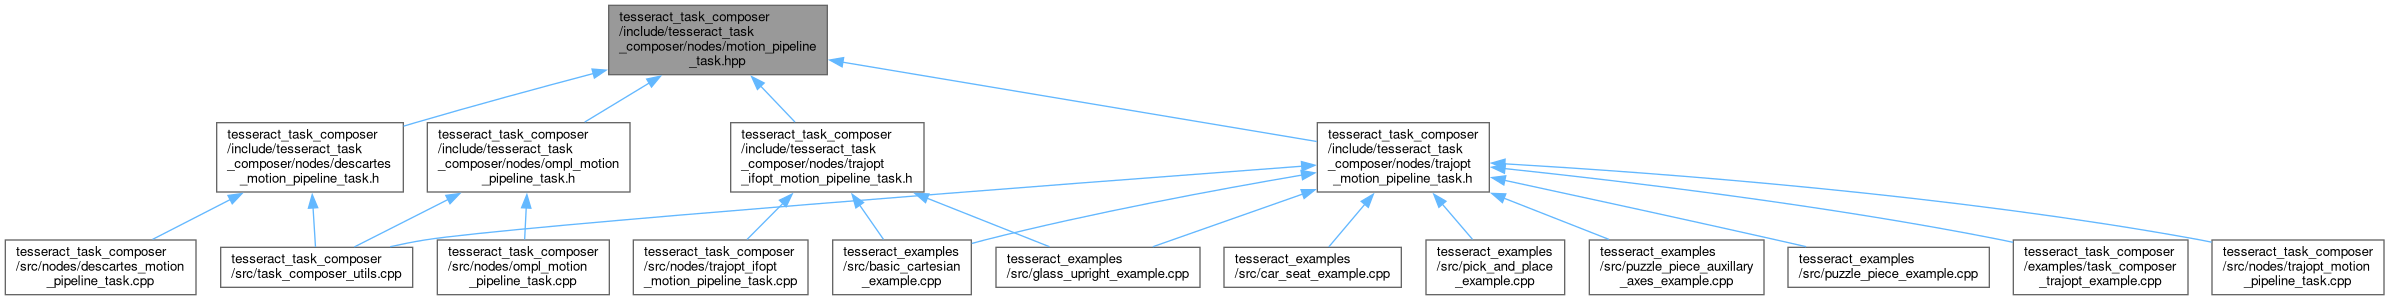 tesseract_task_composer
/include/tesseract_task
_composer/nodes/motion_pipeline
_task.hpp
tesseract_task_composer
/include/tesseract_task
_composer/nodes/descartes
_motion_pipeline_task.h
tesseract_task_composer
/include/tesseract_task
_composer/nodes/ompl_motion
_pipeline_task.h
tesseract_task_composer
/include/tesseract_task
_composer/nodes/trajopt
_ifopt_motion_pipeline_task.h
tesseract_task_composer
/include/tesseract_task
_composer/nodes/trajopt
_motion_pipeline_task.h
tesseract_task_composer
/src/nodes/descartes_motion
_pipeline_task.cpp
tesseract_task_composer
/src/task_composer_utils.cpp
tesseract_task_composer
/src/nodes/ompl_motion
_pipeline_task.cpp
tesseract_task_composer
/src/nodes/trajopt_ifopt
_motion_pipeline_task.cpp
tesseract_examples
/src/basic_cartesian
_example.cpp
tesseract_examples
/src/glass_upright_example.cpp
tesseract_examples
/src/car_seat_example.cpp
tesseract_examples
/src/pick_and_place
_example.cpp
tesseract_examples
/src/puzzle_piece_auxillary
_axes_example.cpp
tesseract_examples
/src/puzzle_piece_example.cpp
tesseract_task_composer
/examples/task_composer
_trajopt_example.cpp
tesseract_task_composer
/src/nodes/trajopt_motion
_pipeline_task.cpp